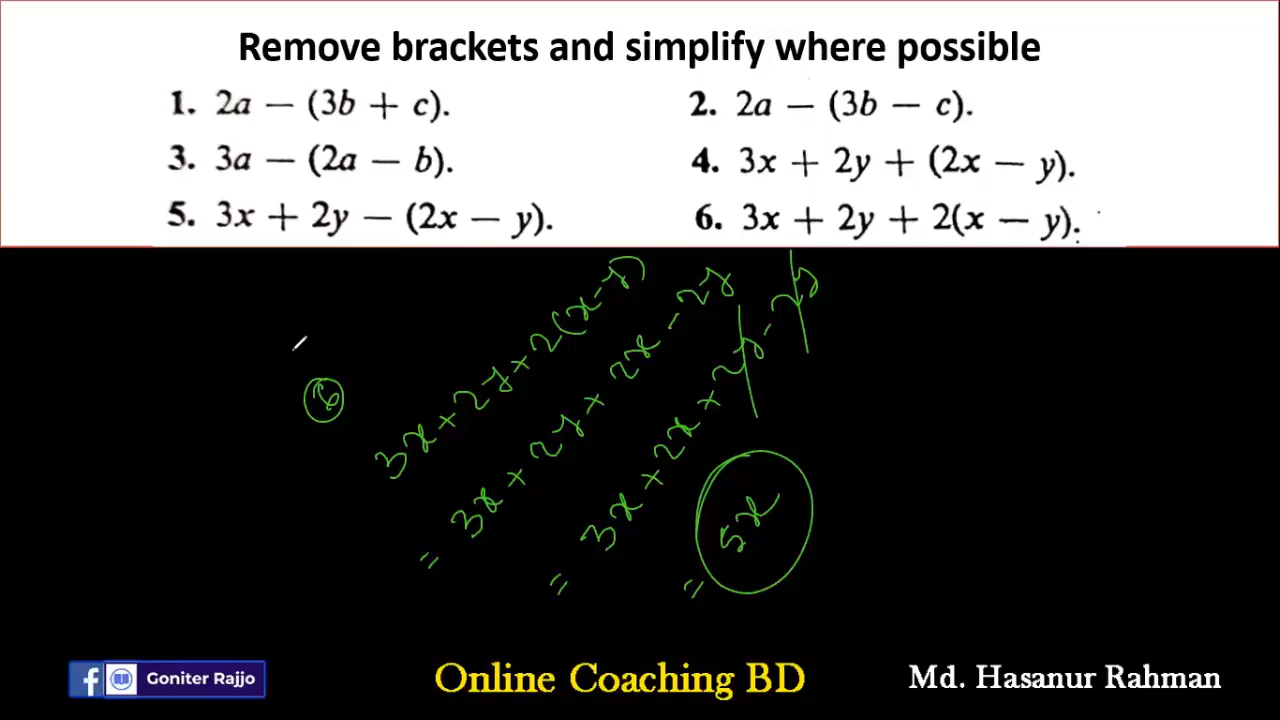 Remove brackets and simplify where possible
1. 2a − (3b + c). 2. 2a − (3b − c).
3. 3a − (2a − b). 4. 3x + 2y + (2x − y).
5. 3x + 2y − (2x − y). 6. 3x + 2y + 2(x − y).
6
3x + 2y + 2(x − y)
= 3x + 2y + 2x − 2y
= 3x + 2x + 2y − 2y
= 5x
f Goniter Rajjo
Online Coaching BD
Md. Hasanur Rahman